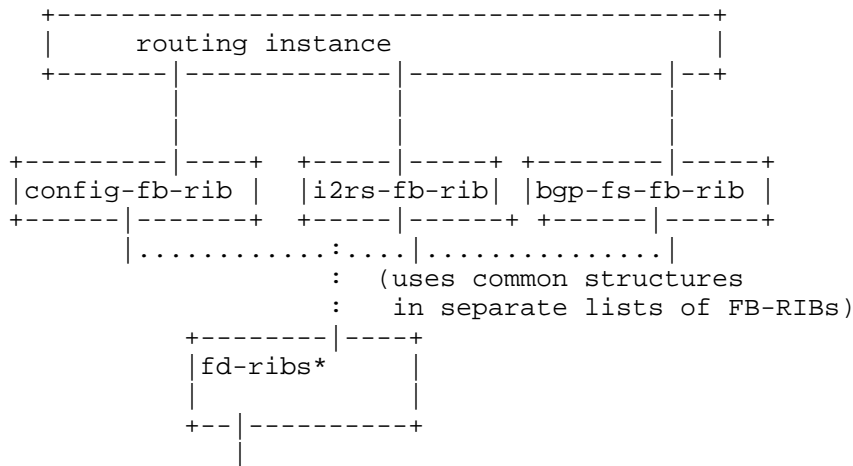 routing instance
config-fb-rib i2rs-fb-rib bgp-fs-fb-rib
(uses common structures
in separate lists of FB-RIBs)
fd-ribs*